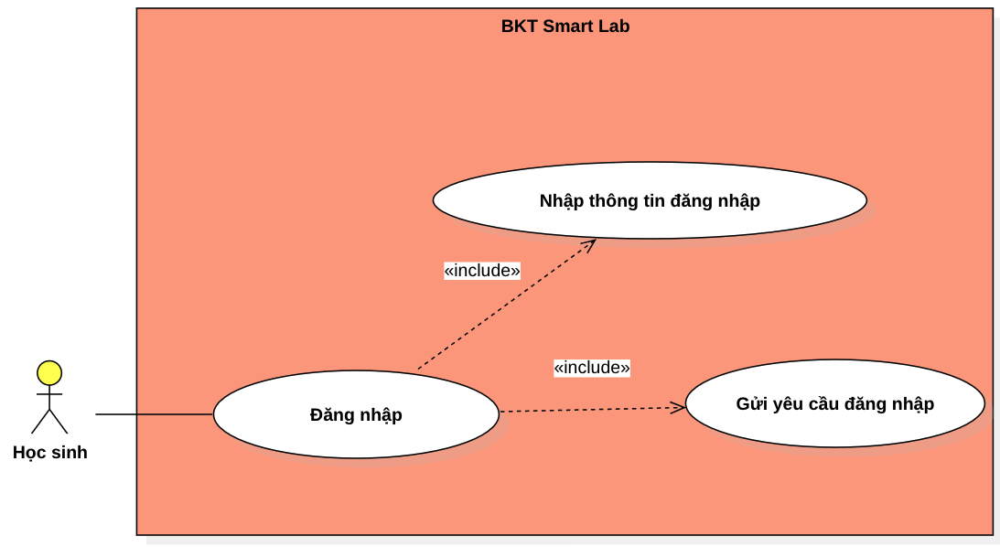 BKT Smart Lab
Nhập thông tin đăng nhập
«include»
«include»
Đăng nhập
Gửi yêu cầu đăng nhập
Học sinh